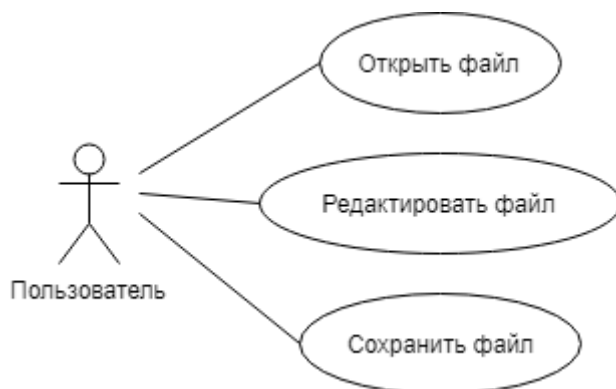 Открыть файл
Редактировать файл
Пользователь
Сохранить файл